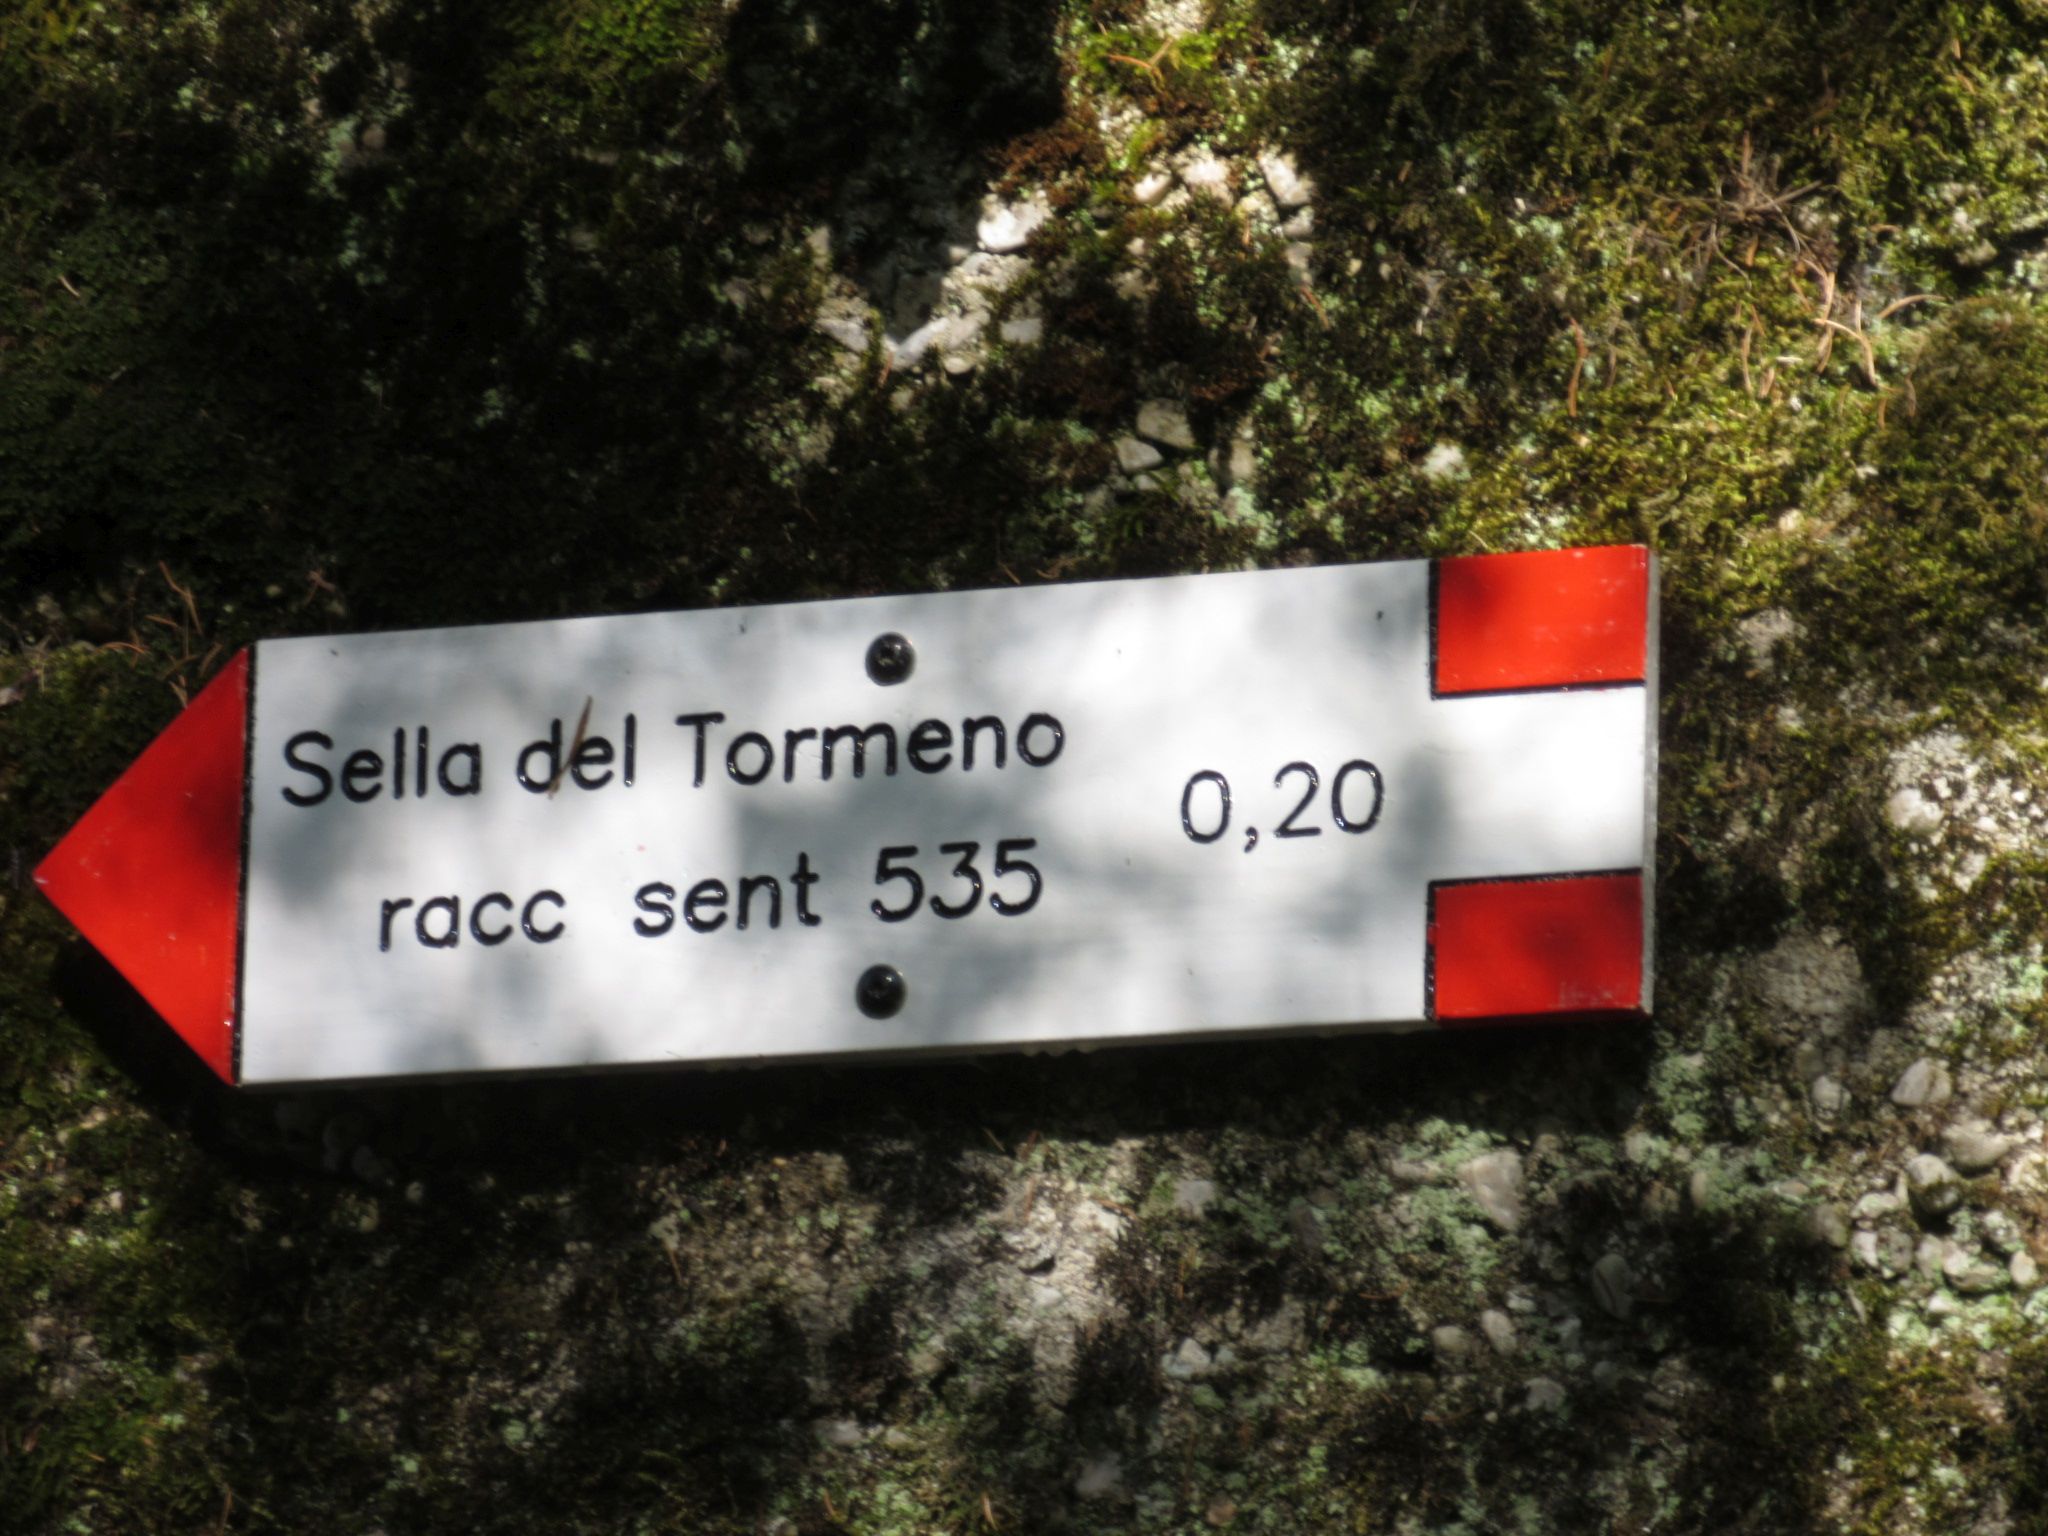 Sella del Tormeno
0,20
racc sent 535